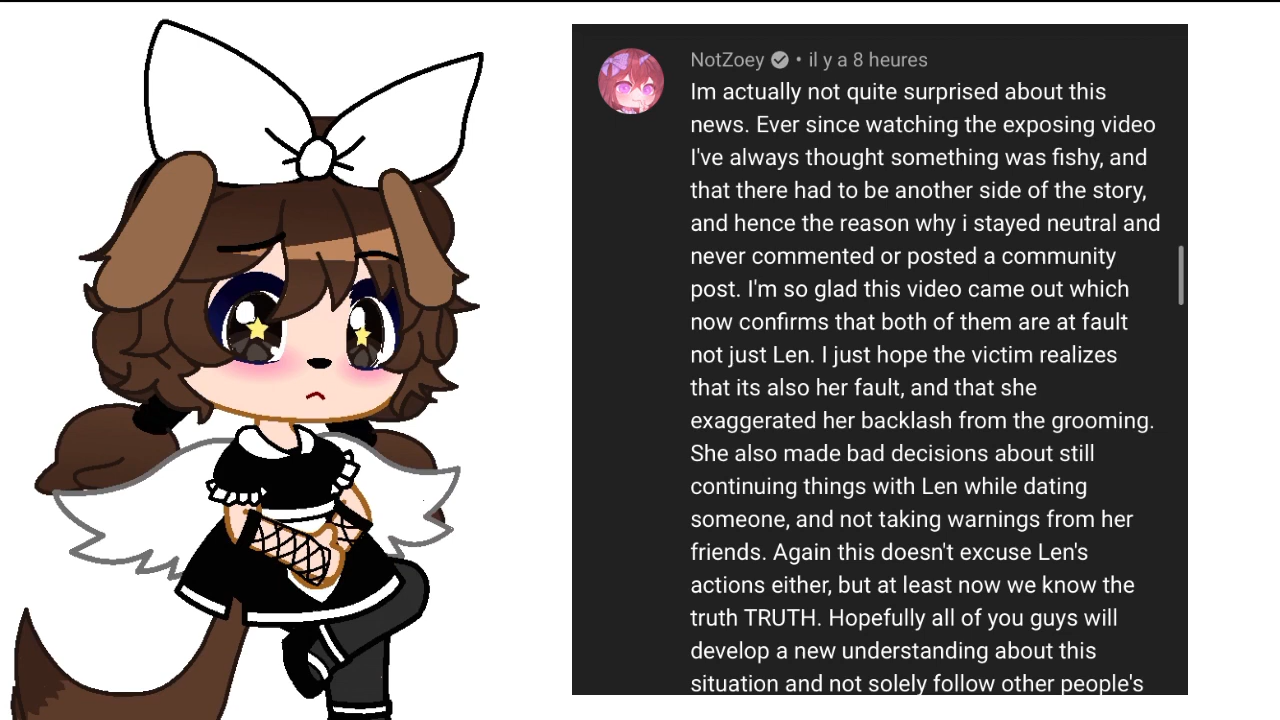 NotZoey • il y a 8 heures
Im actually not quite surprised about this
news. Ever since watching the exposing video
I've always thought something was fishy, and
that there had to be another side of the story,
and hence the reason why i stayed neutral and
never commented or posted a community
post. I'm so glad this video came out which
now confirms that both of them are at fault
not just Len. I just hope the victim realizes
that its also her fault, and that she
exaggerated her backlash from the grooming.
She also made bad decisions about still
continuing things with Len while dating
someone, and not taking warnings from her
friends. Again this doesn't excuse Len's
actions either, but at least now we know the
truth TRUTH. Hopefully all of you guys will
develop a new understanding about this
situation and not solely follow other people's